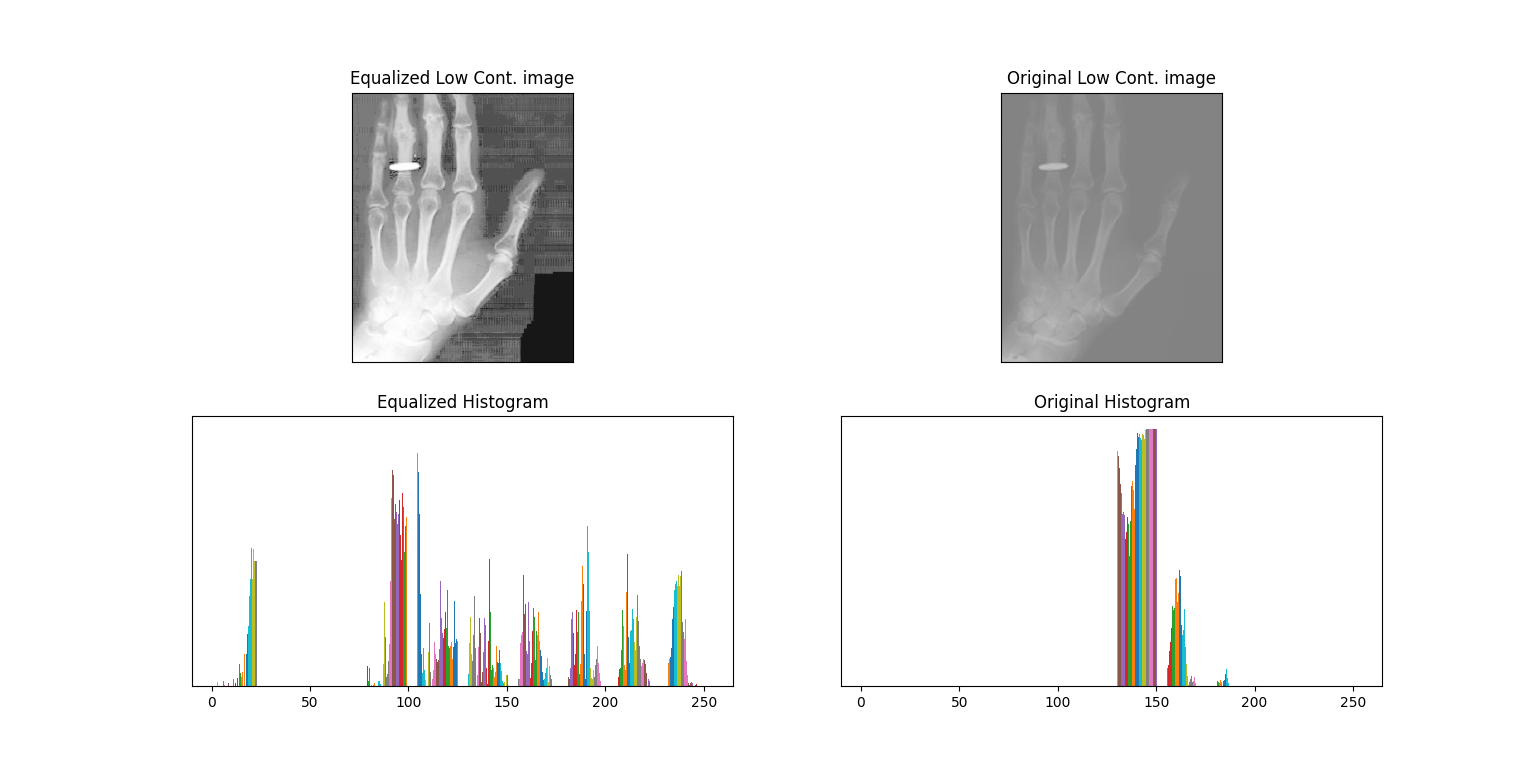 Equalized Low Cont. image
Original Low Cont. image
Equalized Histogram
Original Histogram
0 50 100 150 200 250
0 50 100 150 200 250